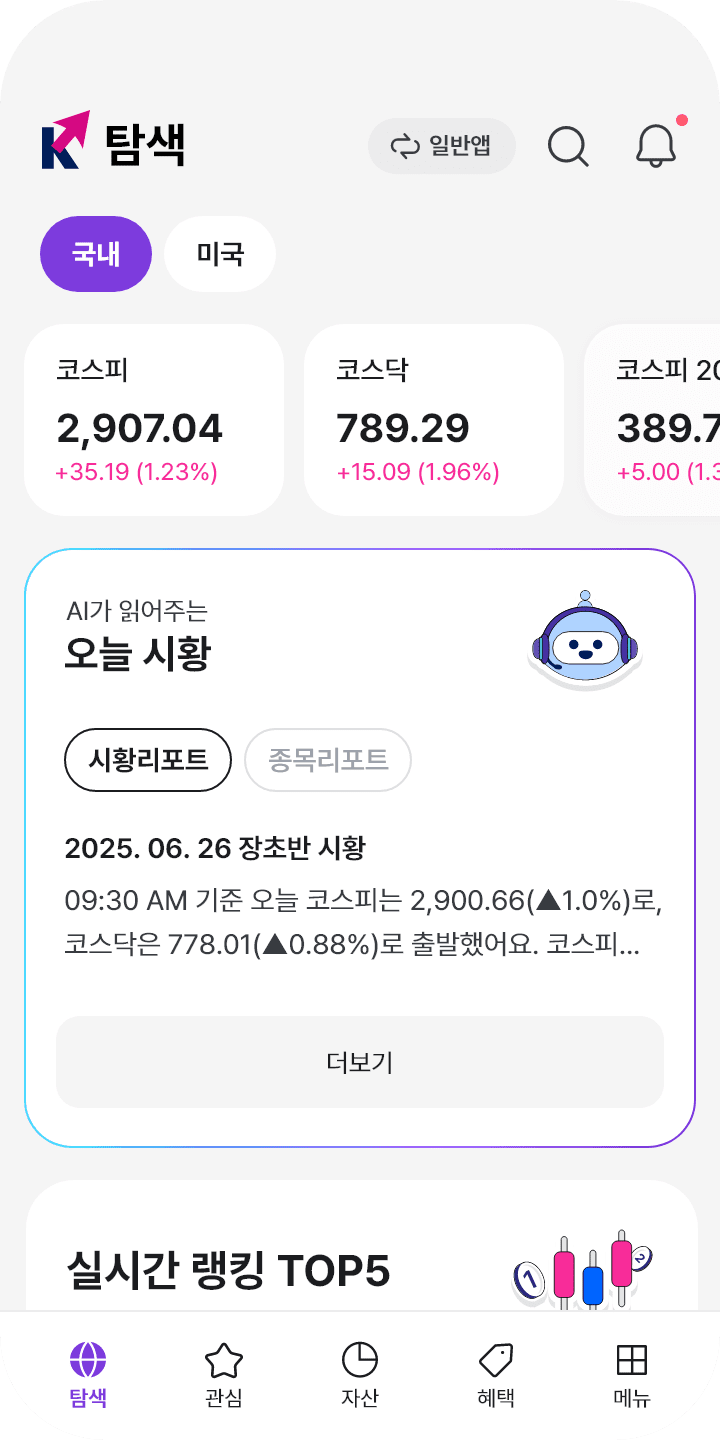 K 탐색
일반앱
국내
미국
코스피
2,907.04
+35.19 (1.23%)
코스닥
789.29
+15.09 (1.96%)
코스피 20
389.7
+5.00 (1.3
AI가 읽어주는
오늘 시황
시황리포트
종목리포트
2025. 06. 26 장초반 시황
09:30 AM 기준 오늘 코스피는 2,900.66(▲1.0%)로,
코스닥은 778.01(▲0.88%)로 출발했어요. 코스피...
더보기
실시간 랭킹 TOP5
1
2
탐색
관심
자산
혜택
메뉴